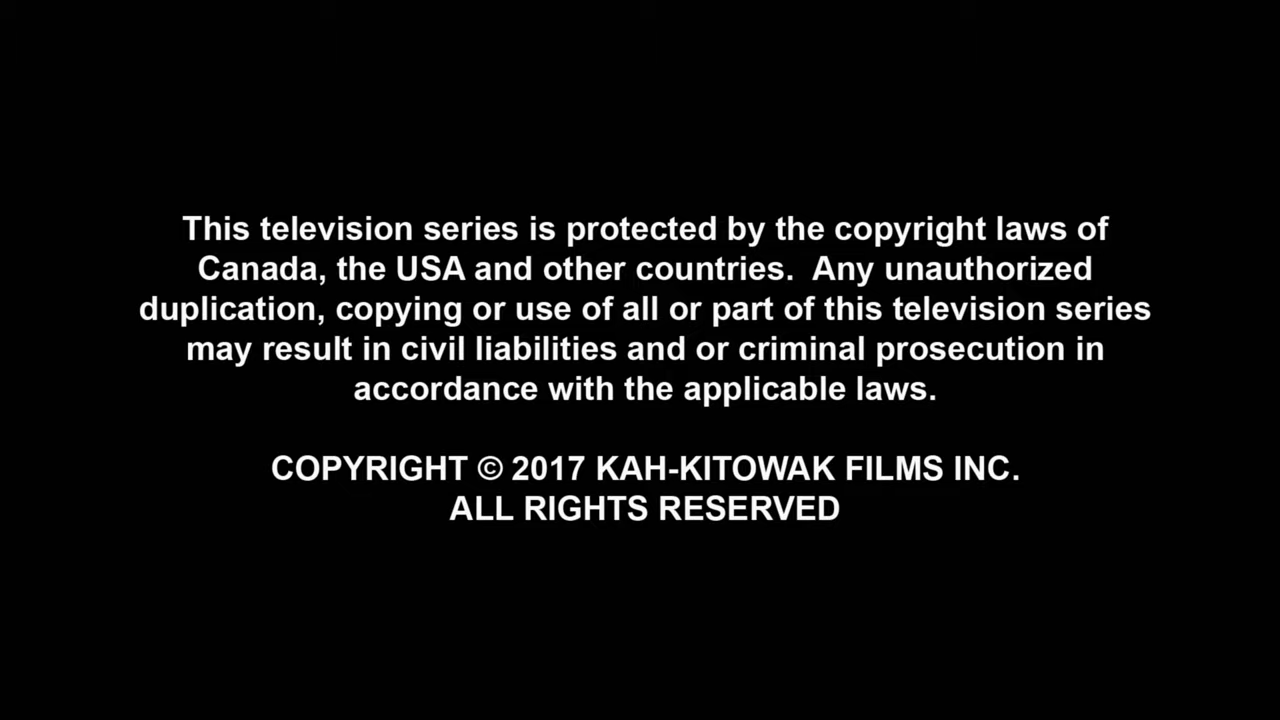 This television series is protected by the copyright laws of
Canada, the USA and other countries.  Any unauthorized
duplication, copying or use of all or part of this television series
may result in civil liabilities and or criminal prosecution in
accordance with the applicable laws.
COPYRIGHT © 2017 KAH-KITOWAK FILMS INC.
ALL RIGHTS RESERVED